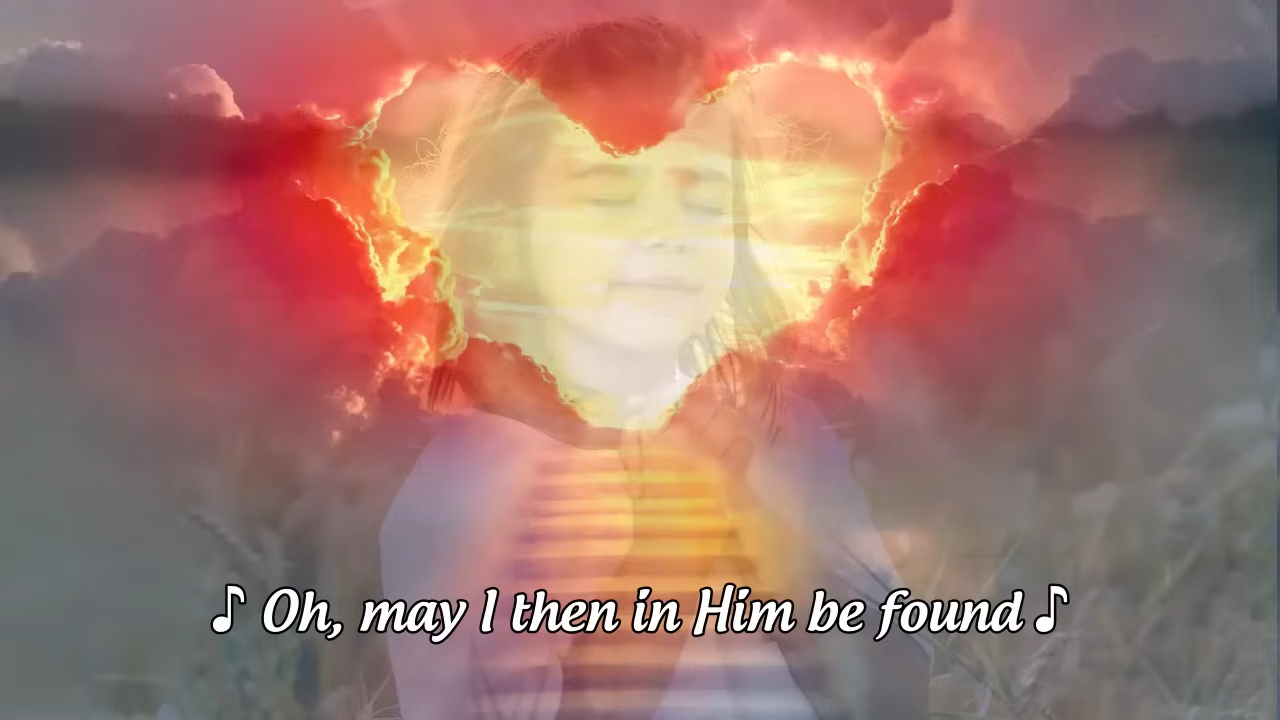 ♪ Oh, may I then in Him be found ♪